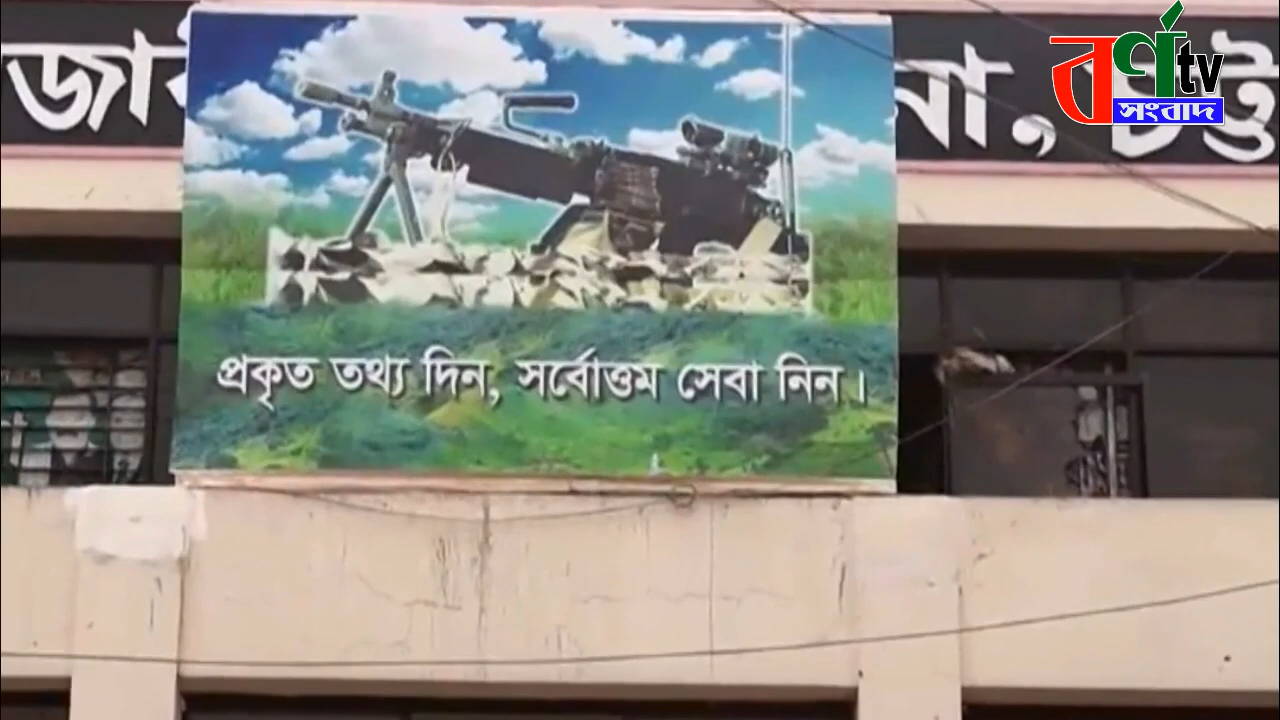 বর্ণ tv
সংবাদ
প্রকৃত তথ্য দিন, সর্বোত্তম সেবা নিন।